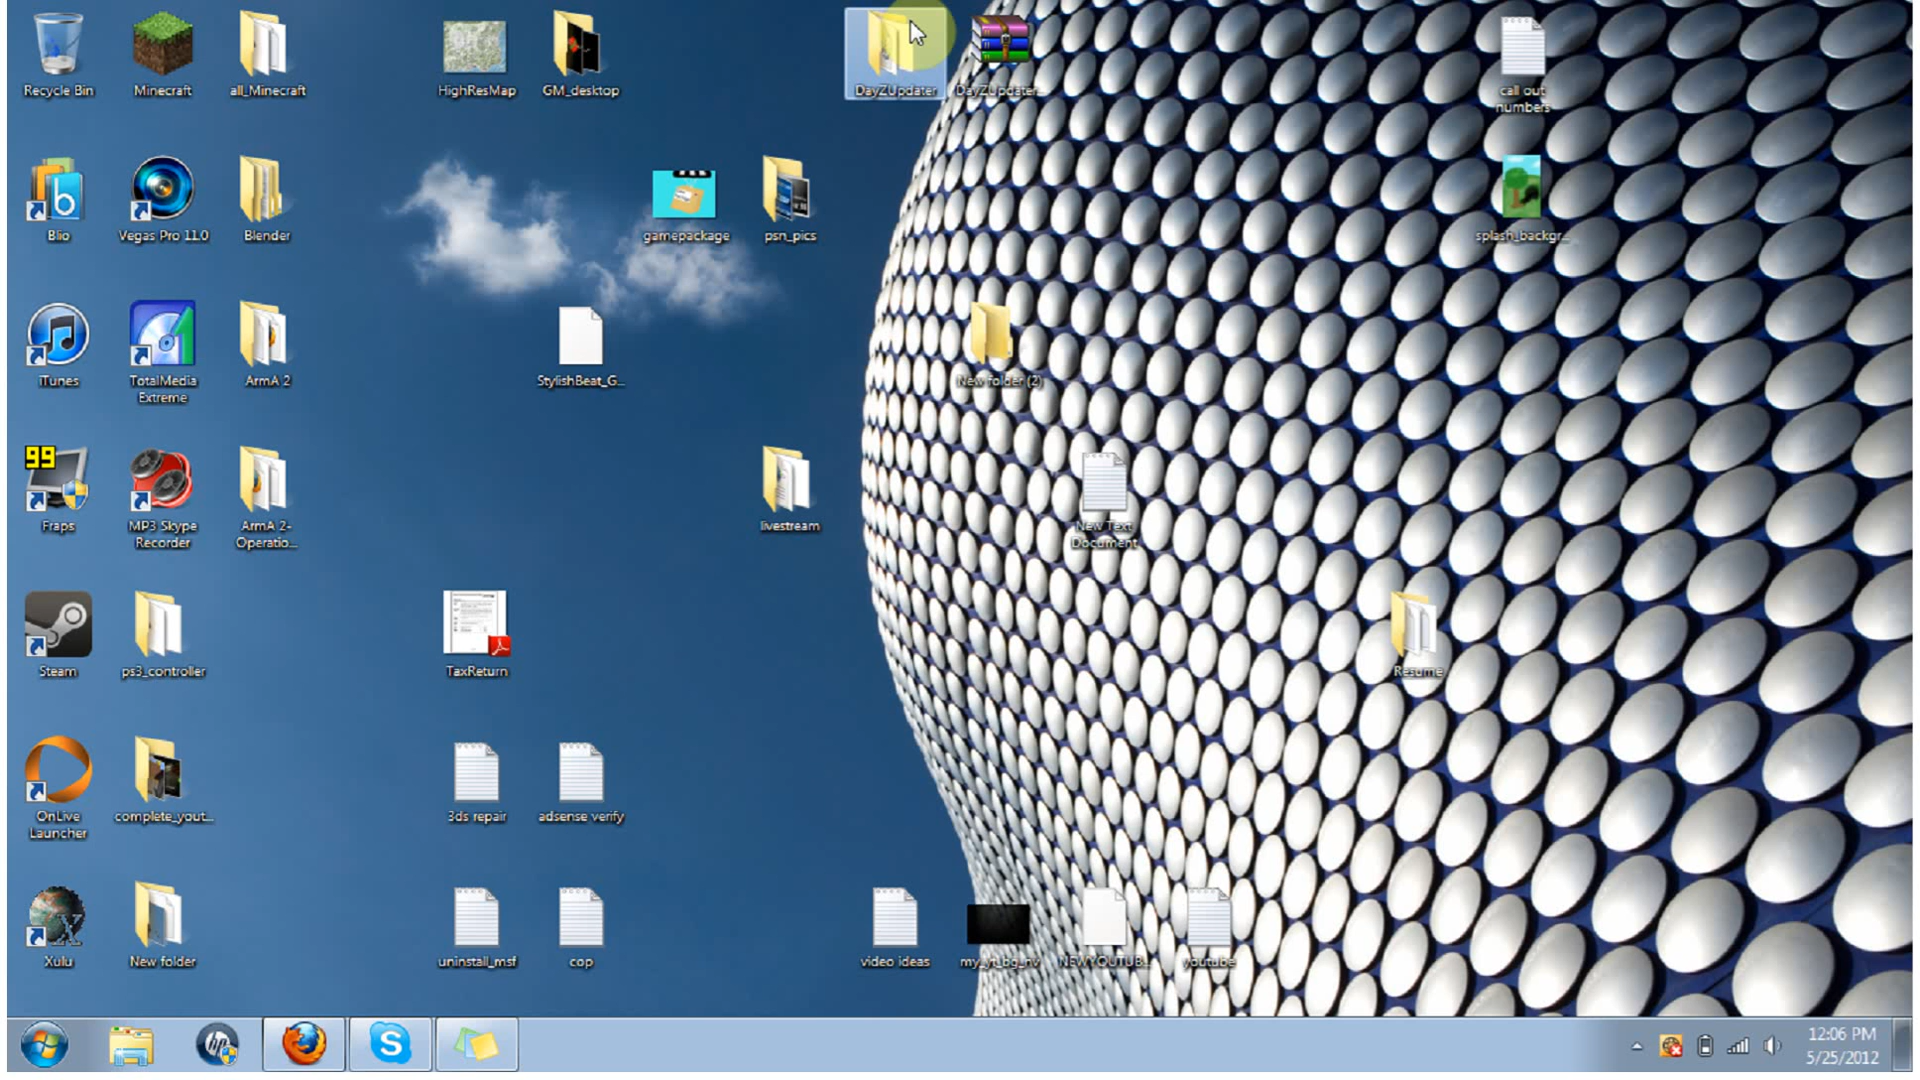 Recycle Bin
Minecraft
all_Minecraft
HighResMap
GM_desktop
DayZUpdater
DayZUpdater...
call out
numbers
b
Blio
Vegas Pro 11.0
Blender
gamepackage
psn_pics
splash_backgr...
iTunes
TotalMedia
Extreme
ArmA 2
StylishBeat_G...
New folder (2)
99
Fraps
MP3 Skype
Recorder
ArmA 2-
Operatio...
livestream
New Text
Document
Steam
ps3_controller
TaxReturn
Resume
OnLive
Launcher
complete_yout...
3ds repair
adsense verify
X
Xulu
New folder
uninstall_msf
cop
video ideas
my_yt_bg_nv
NEWYOUTUB...
youtube
hp
S
12:06 PM
5/25/2012